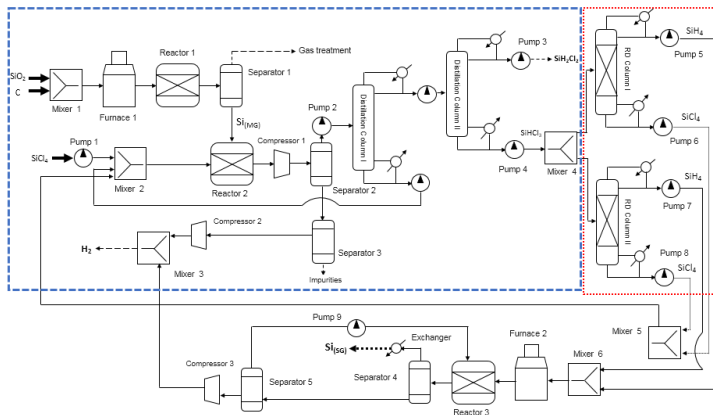 Reactor 1
Separator 1
Gas treatment
SiO₂
C
Mixer 1
Furnace 1
Si(MG)
Pump 1
SiCl₄
Mixer 2
Reactor 2
Compressor 1
Pump 2
Separator 2
Distillation Column I
Distillation Column II
Pump 3
SiH₂Cl₂
SiHCl₃
Pump 4
Mixer 4
RD Column I
SiH₄
Pump 5
SiCl₄
Pump 6
RD Column II
SiH₄
Pump 7
Pump 8
SiCl₄
Compressor 2
H₂
Mixer 3
Separator 3
Impurities
Mixer 5
Pump 9
Exchanger
Furnace 2
Mixer 6
Si(SG)
Compressor 3
Separator 5
Separator 4
Reactor 3